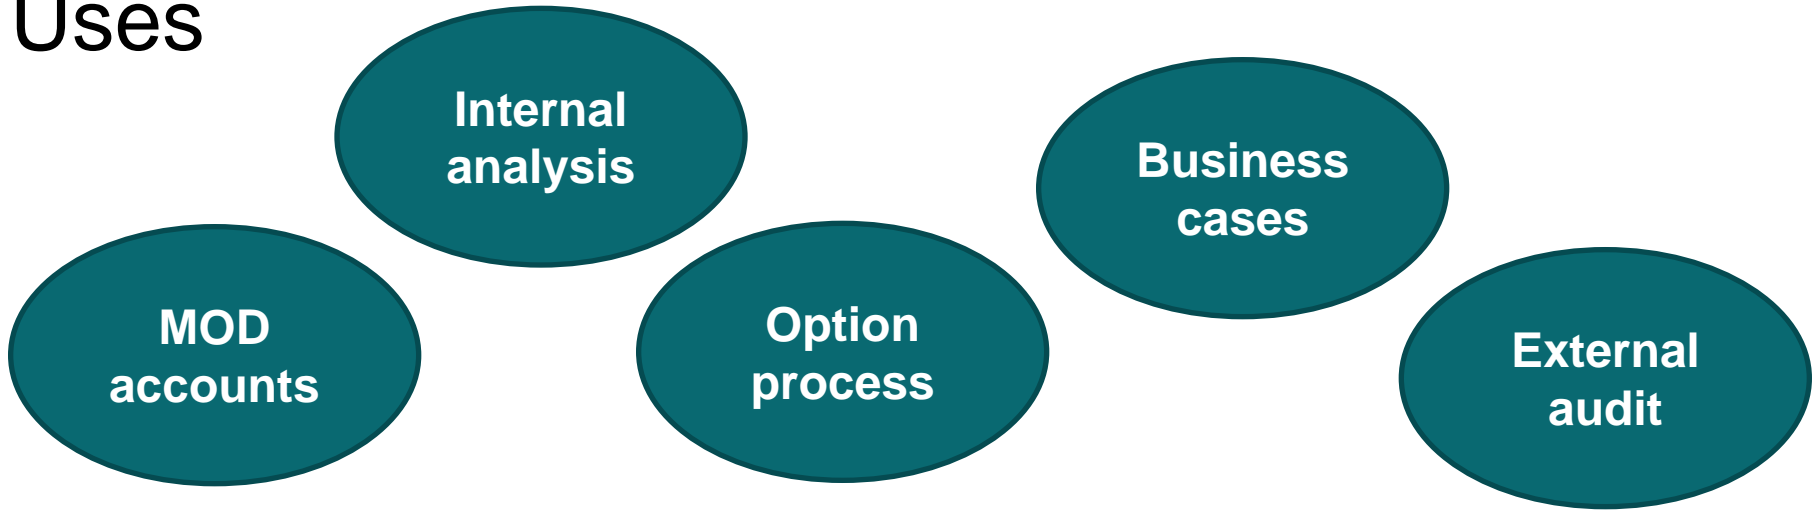 Uses
Internal
analysis
Business
cases
MOD
accounts
Option
process
External
audit